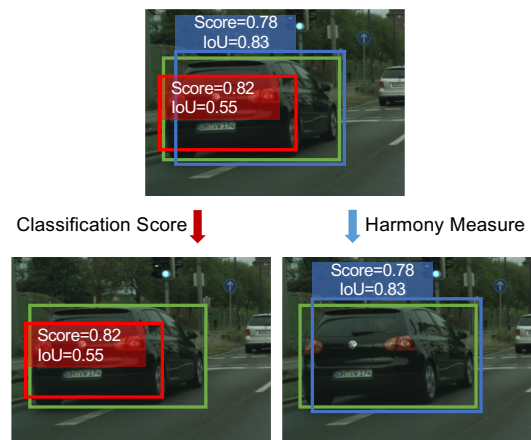 Score=0.78
IoU=0.83
Score=0.82
IoU=0.55
Classification Score
Harmony Measure
Score=0.82
IoU=0.55
Score=0.78
IoU=0.83